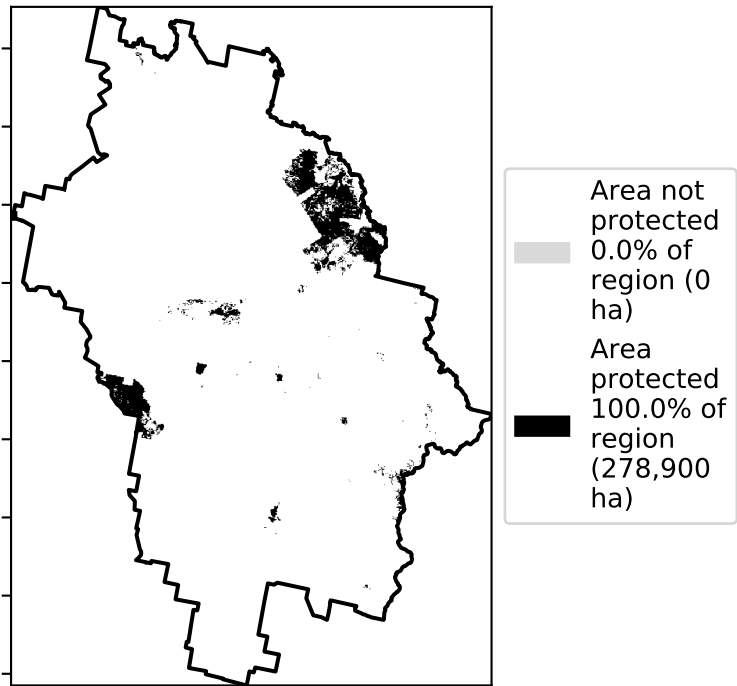 Area not
protected
0.0% of
region (0
ha)
Area
protected
100.0% of
region
(278,900
ha)